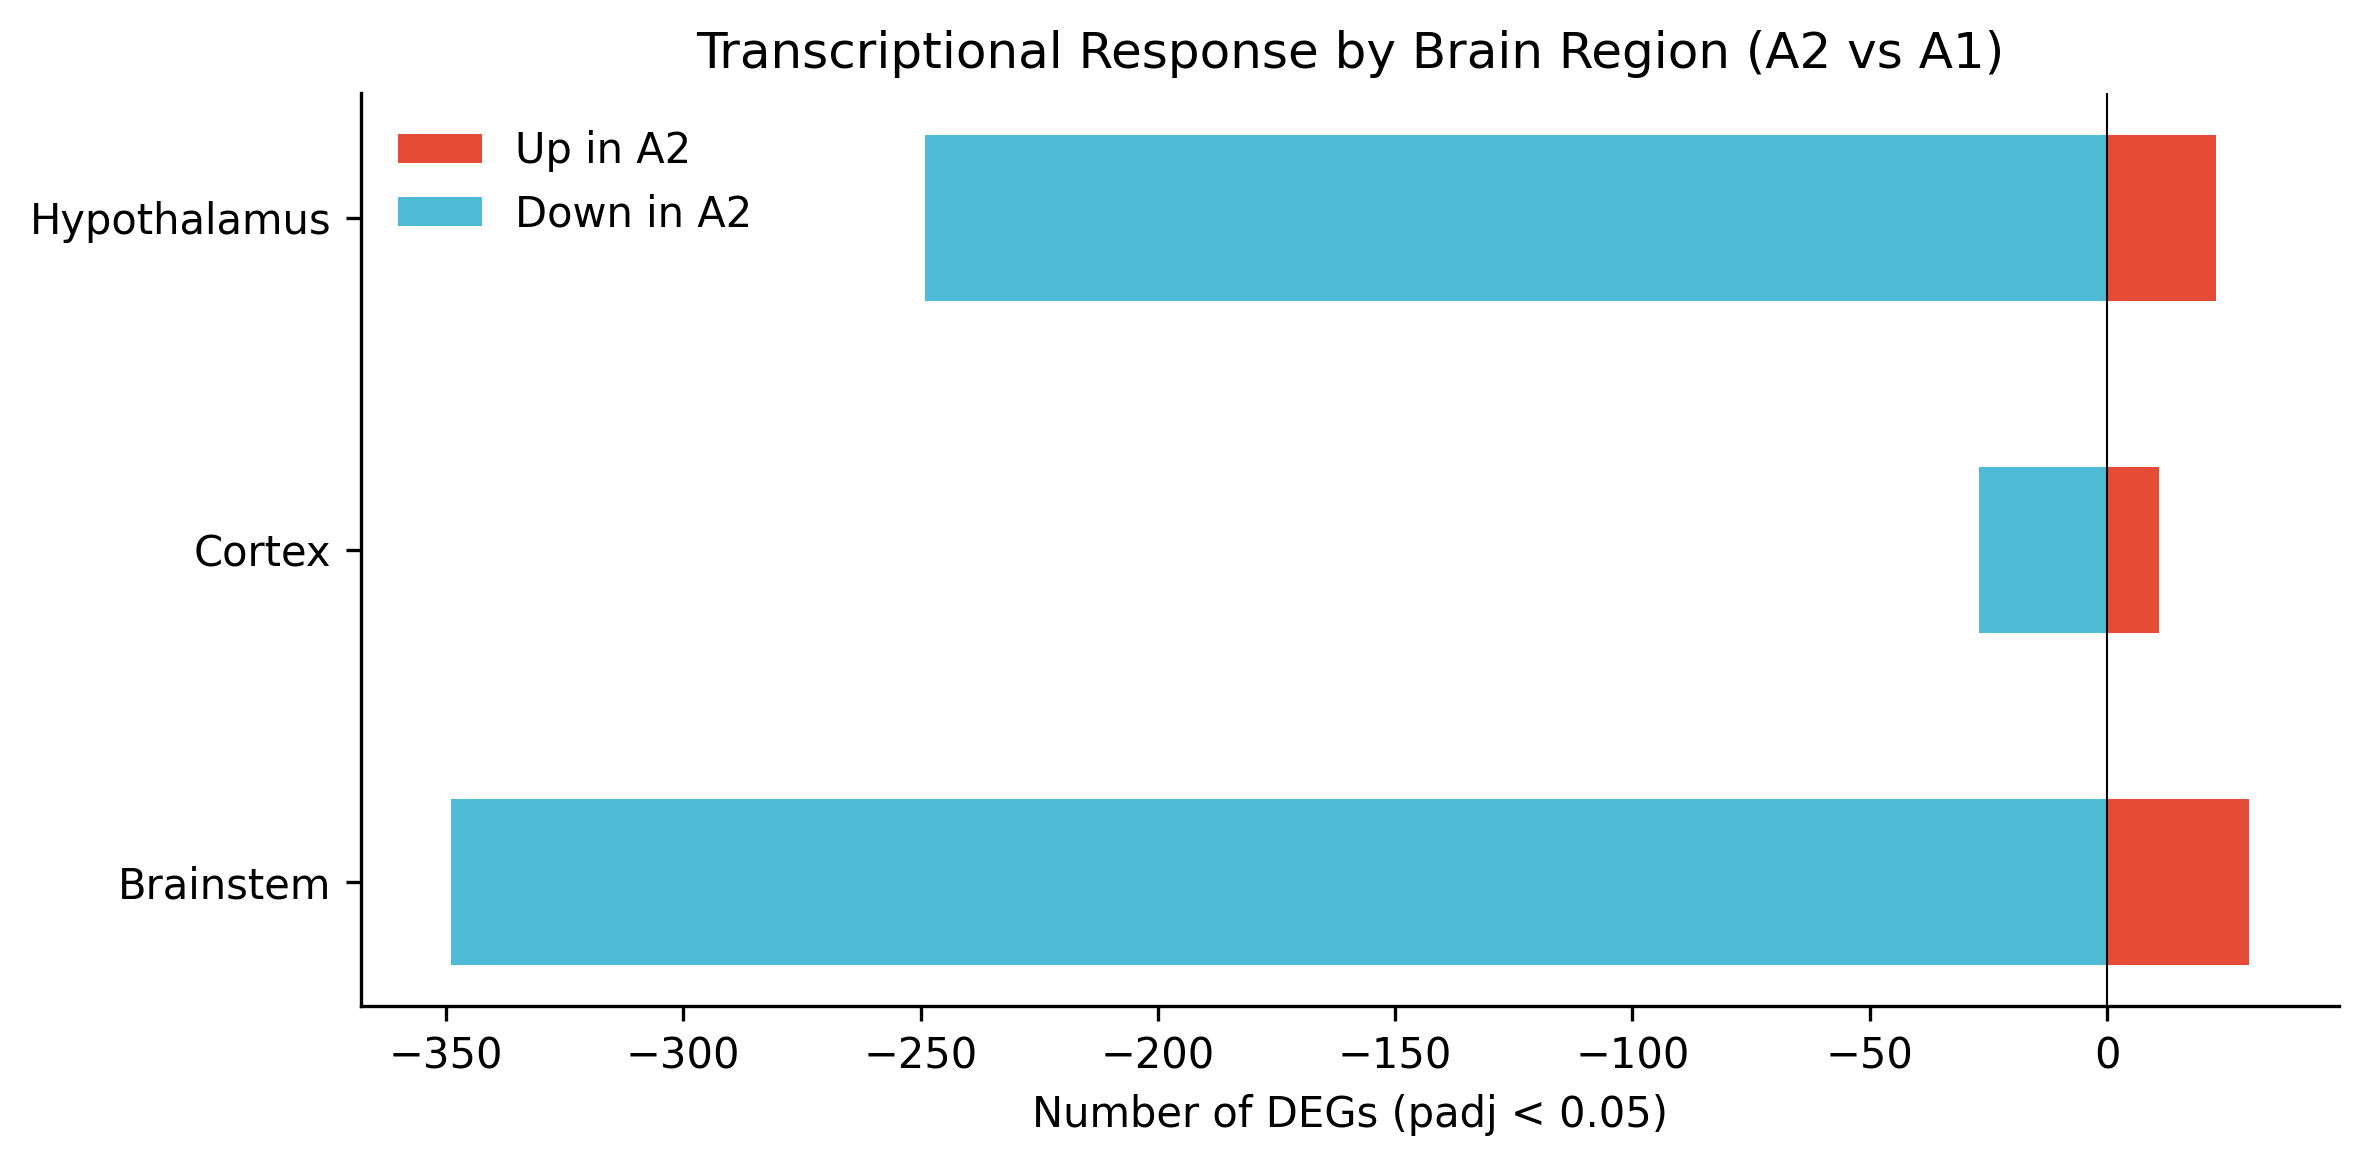 Transcriptional Response by Brain Region (A2 vs A1)
Up in A2
Down in A2
Hypothalamus
Cortex
Brainstem
−350 −300 −250 −200 −150 −100 −50 0
Number of DEGs (padj < 0.05)